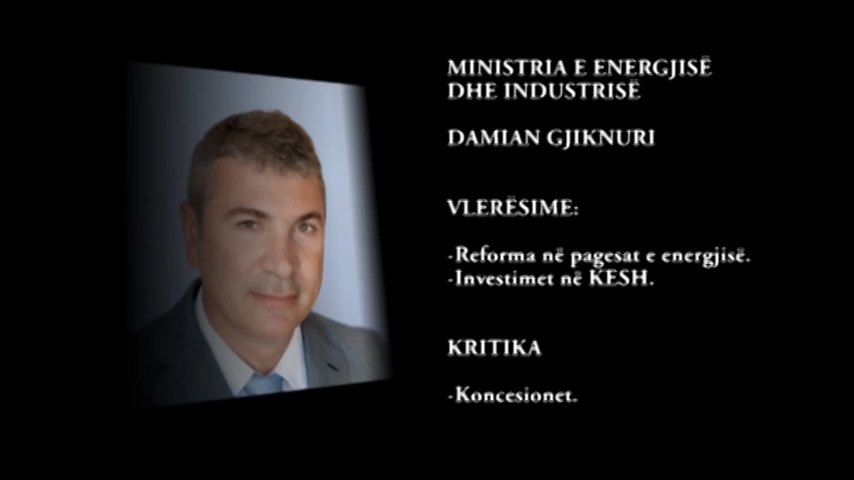 MINISTRIA E ENERGJISË
DHE INDUSTRISË
DAMIAN GJIKNURI
VLERËSIME:
-Reforma në pagesat e energjisë.
-Investimet në KESH.
KRITIKA
-Koncesionet.